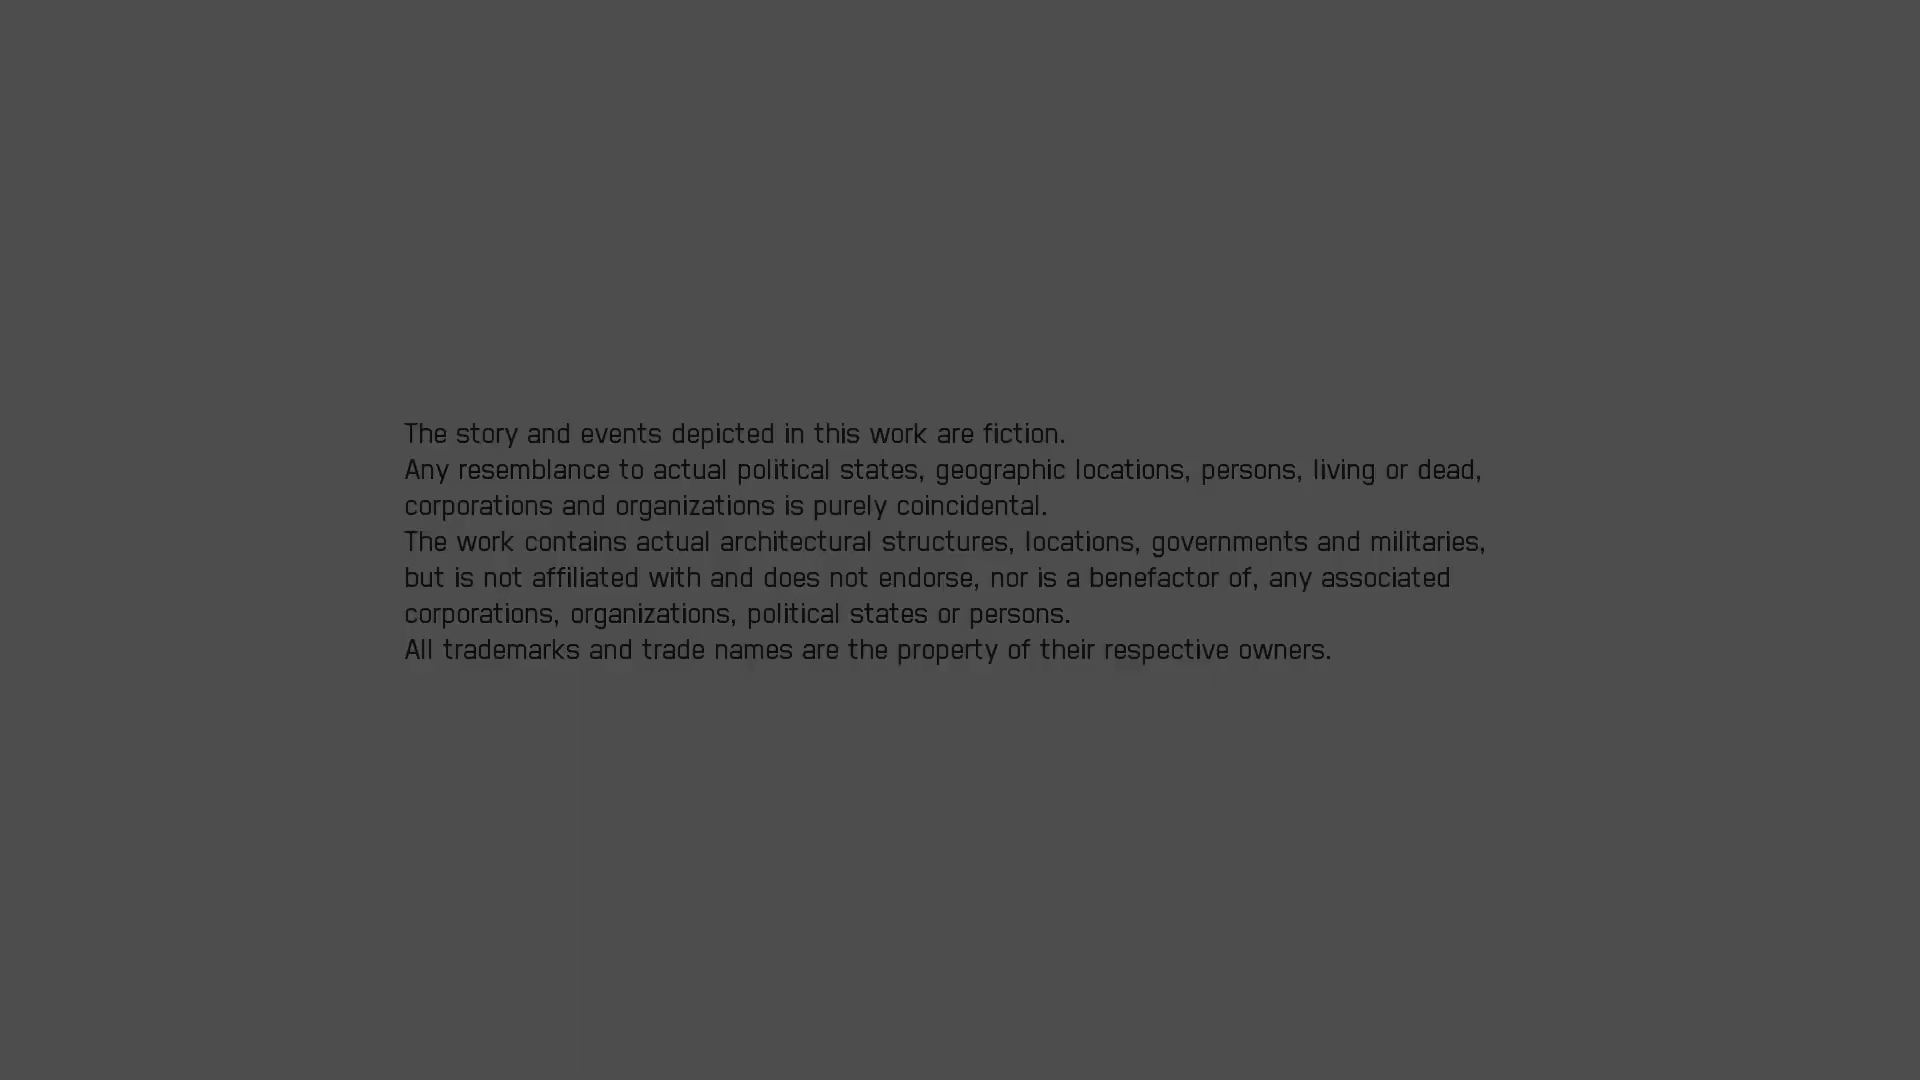 The story and events depicted in this work are fiction.
Any resemblance to actual political states, geographic locations, persons, living or dead,
corporations and organizations is purely coincidental.
The work contains actual architectural structures, locations, governments and militaries,
but is not affiliated with and does not endorse, nor is a benefactor of, any associated
corporations, organizations, political states or persons.
All trademarks and trade names are the property of their respective owners.